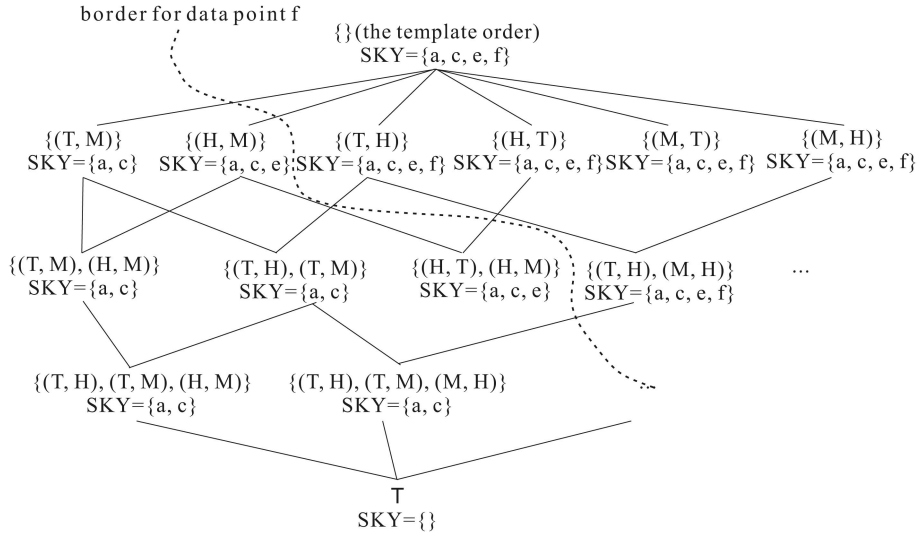 border for data point f
{}(the template order)
SKY={a, c, e, f}
{(T, M)} {(H, M)} {(T, H)} {(H, T)} {(M, T)} {(M, H)}
SKY={a, c} SKY={a, c, e} SKY={a, c, e, f} SKY={a, c, e, f} SKY={a, c, e, f} SKY={a, c, e, f}
{(T, M), (H, M)} {(T, H), (T, M)} {(H, T), (H, M)} {(T, H), (M, H)} ...
SKY={a, c} SKY={a, c} SKY={a, c, e} SKY={a, c, e, f}
{(T, H), (T, M), (H, M)} {(T, H), (T, M), (M, H)} ...
SKY={a, c} SKY={a, c}
T
SKY={}